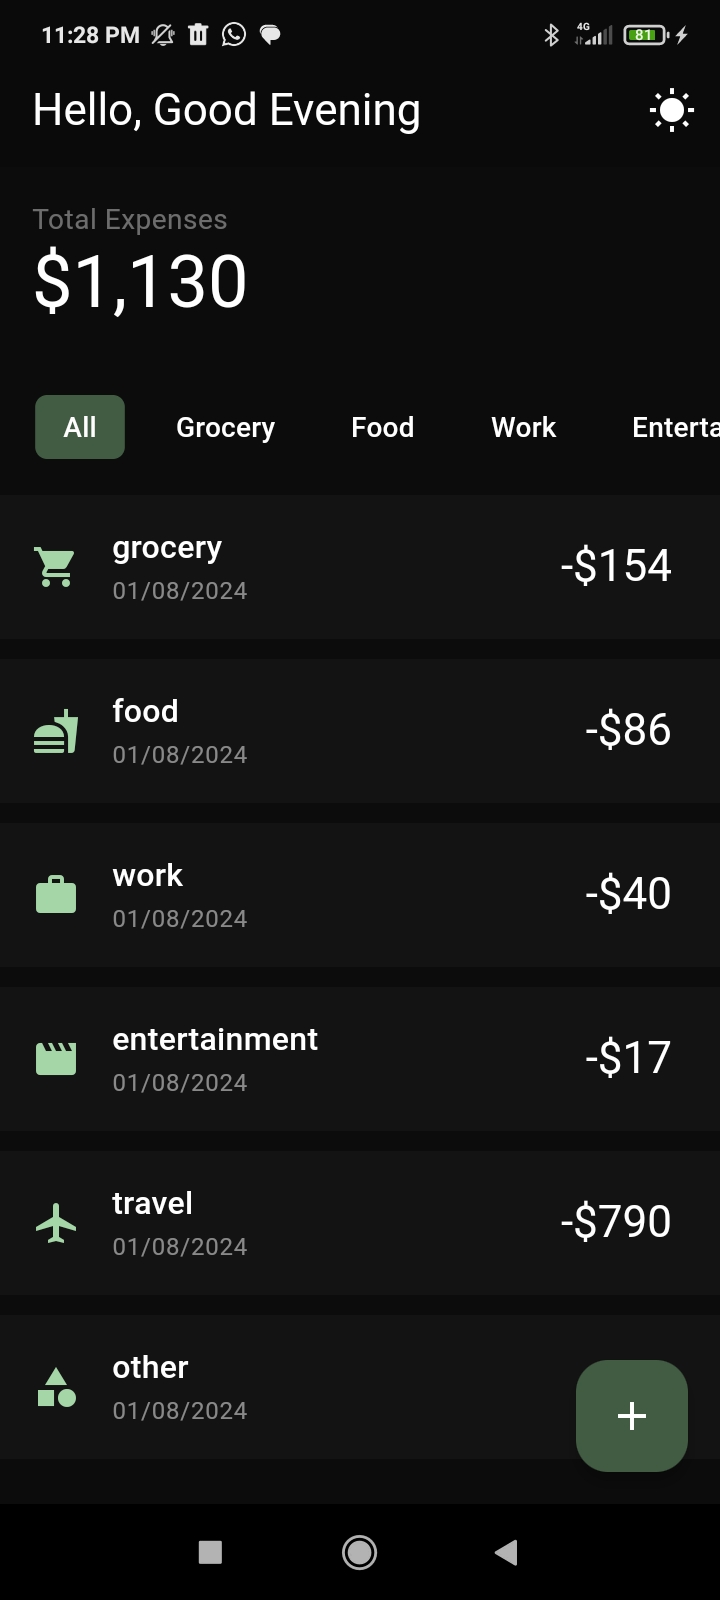 11:28 PM 4G 81
Hello, Good Evening
Total Expenses
$1,130
All Grocery Food Work Enterta
grocery
01/08/2024
-$154
food
01/08/2024
-$86
work
01/08/2024
-$40
entertainment
01/08/2024
-$17
travel
01/08/2024
-$790
other
01/08/2024
+